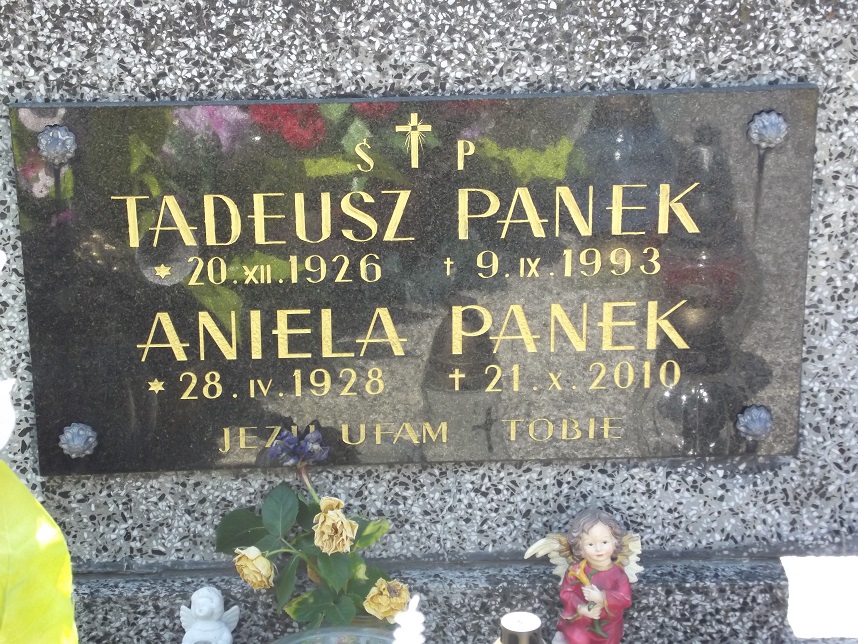 Ś P
TADEUSZ PANEK
* 20.XII.1926 † 9.IX.1993
ANIELA PANEK
* 28.IV.1928 † 21.X.2010
JEZU UFAM TOBIE